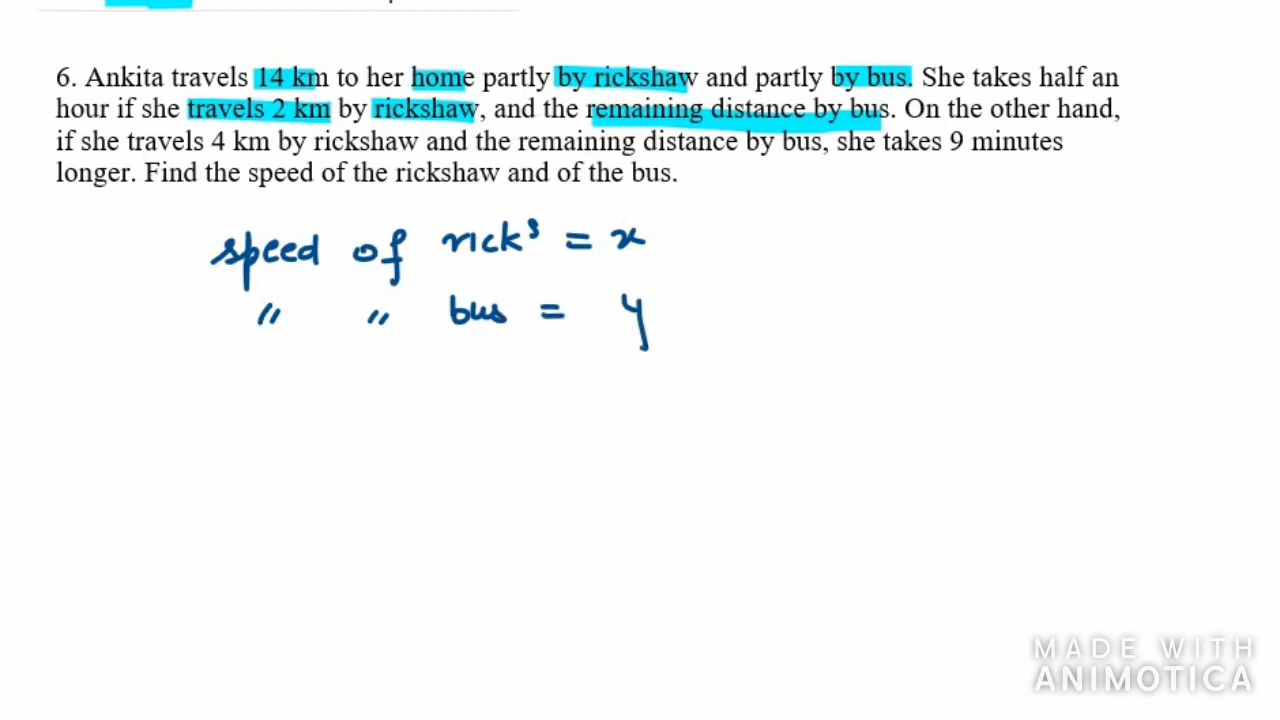 6. Ankita travels 14 km to her home partly by rickshaw and partly by bus. She takes half an
hour if she travels 2 km by rickshaw, and the remaining distance by bus. On the other hand,
if she travels 4 km by rickshaw and the remaining distance by bus, she takes 9 minutes
longer. Find the speed of the rickshaw and of the bus.
speed of ricks = x
" " bus = y
MADE WITH
ANIMOTICA